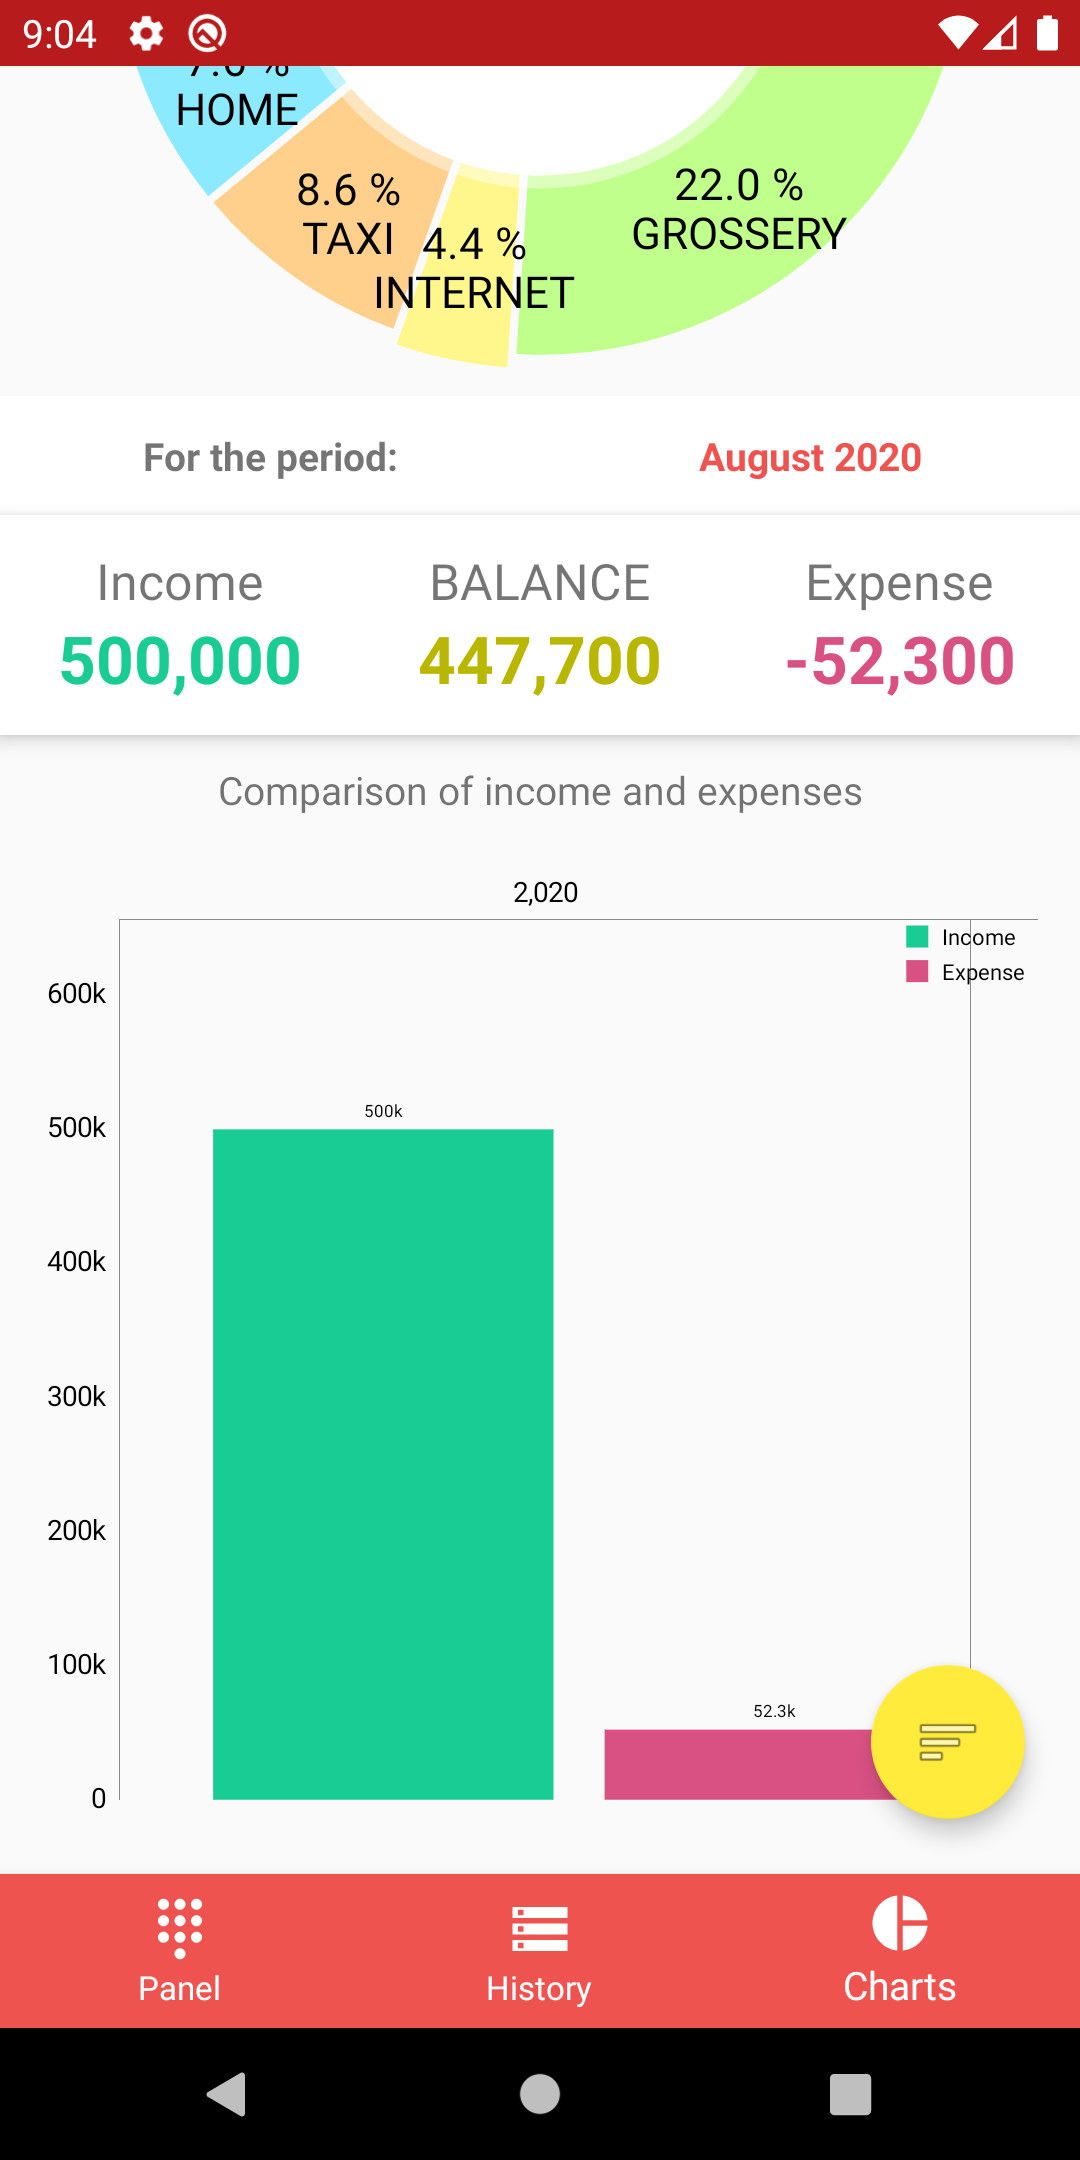 9:04
HOME
8.6 %
TAXI
4.4 %
INTERNET
22.0 %
GROSSERY
For the period:
August 2020
Income
BALANCE
Expense
500,000
447,700
-52,300
Comparison of income and expenses
2,020
Income
Expense
600k
500k
500k
400k
300k
200k
100k
52.3k
0
Panel
History
Charts